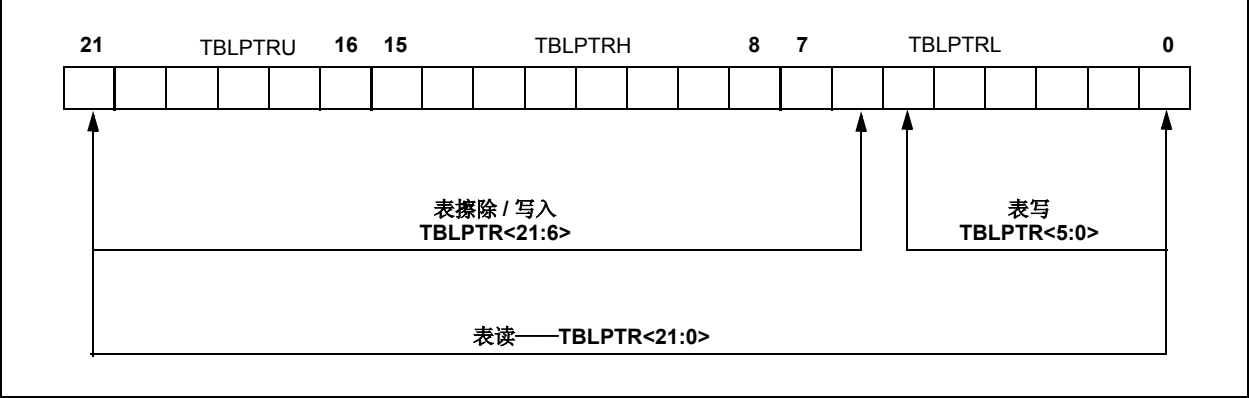 21 TBLPTRU 16 15 TBLPTRH 8 7 TBLPTRL 0
表擦除 / 写入
TBLPTR<21:6>
表写
TBLPTR<5:0>
表读——TBLPTR<21:0>